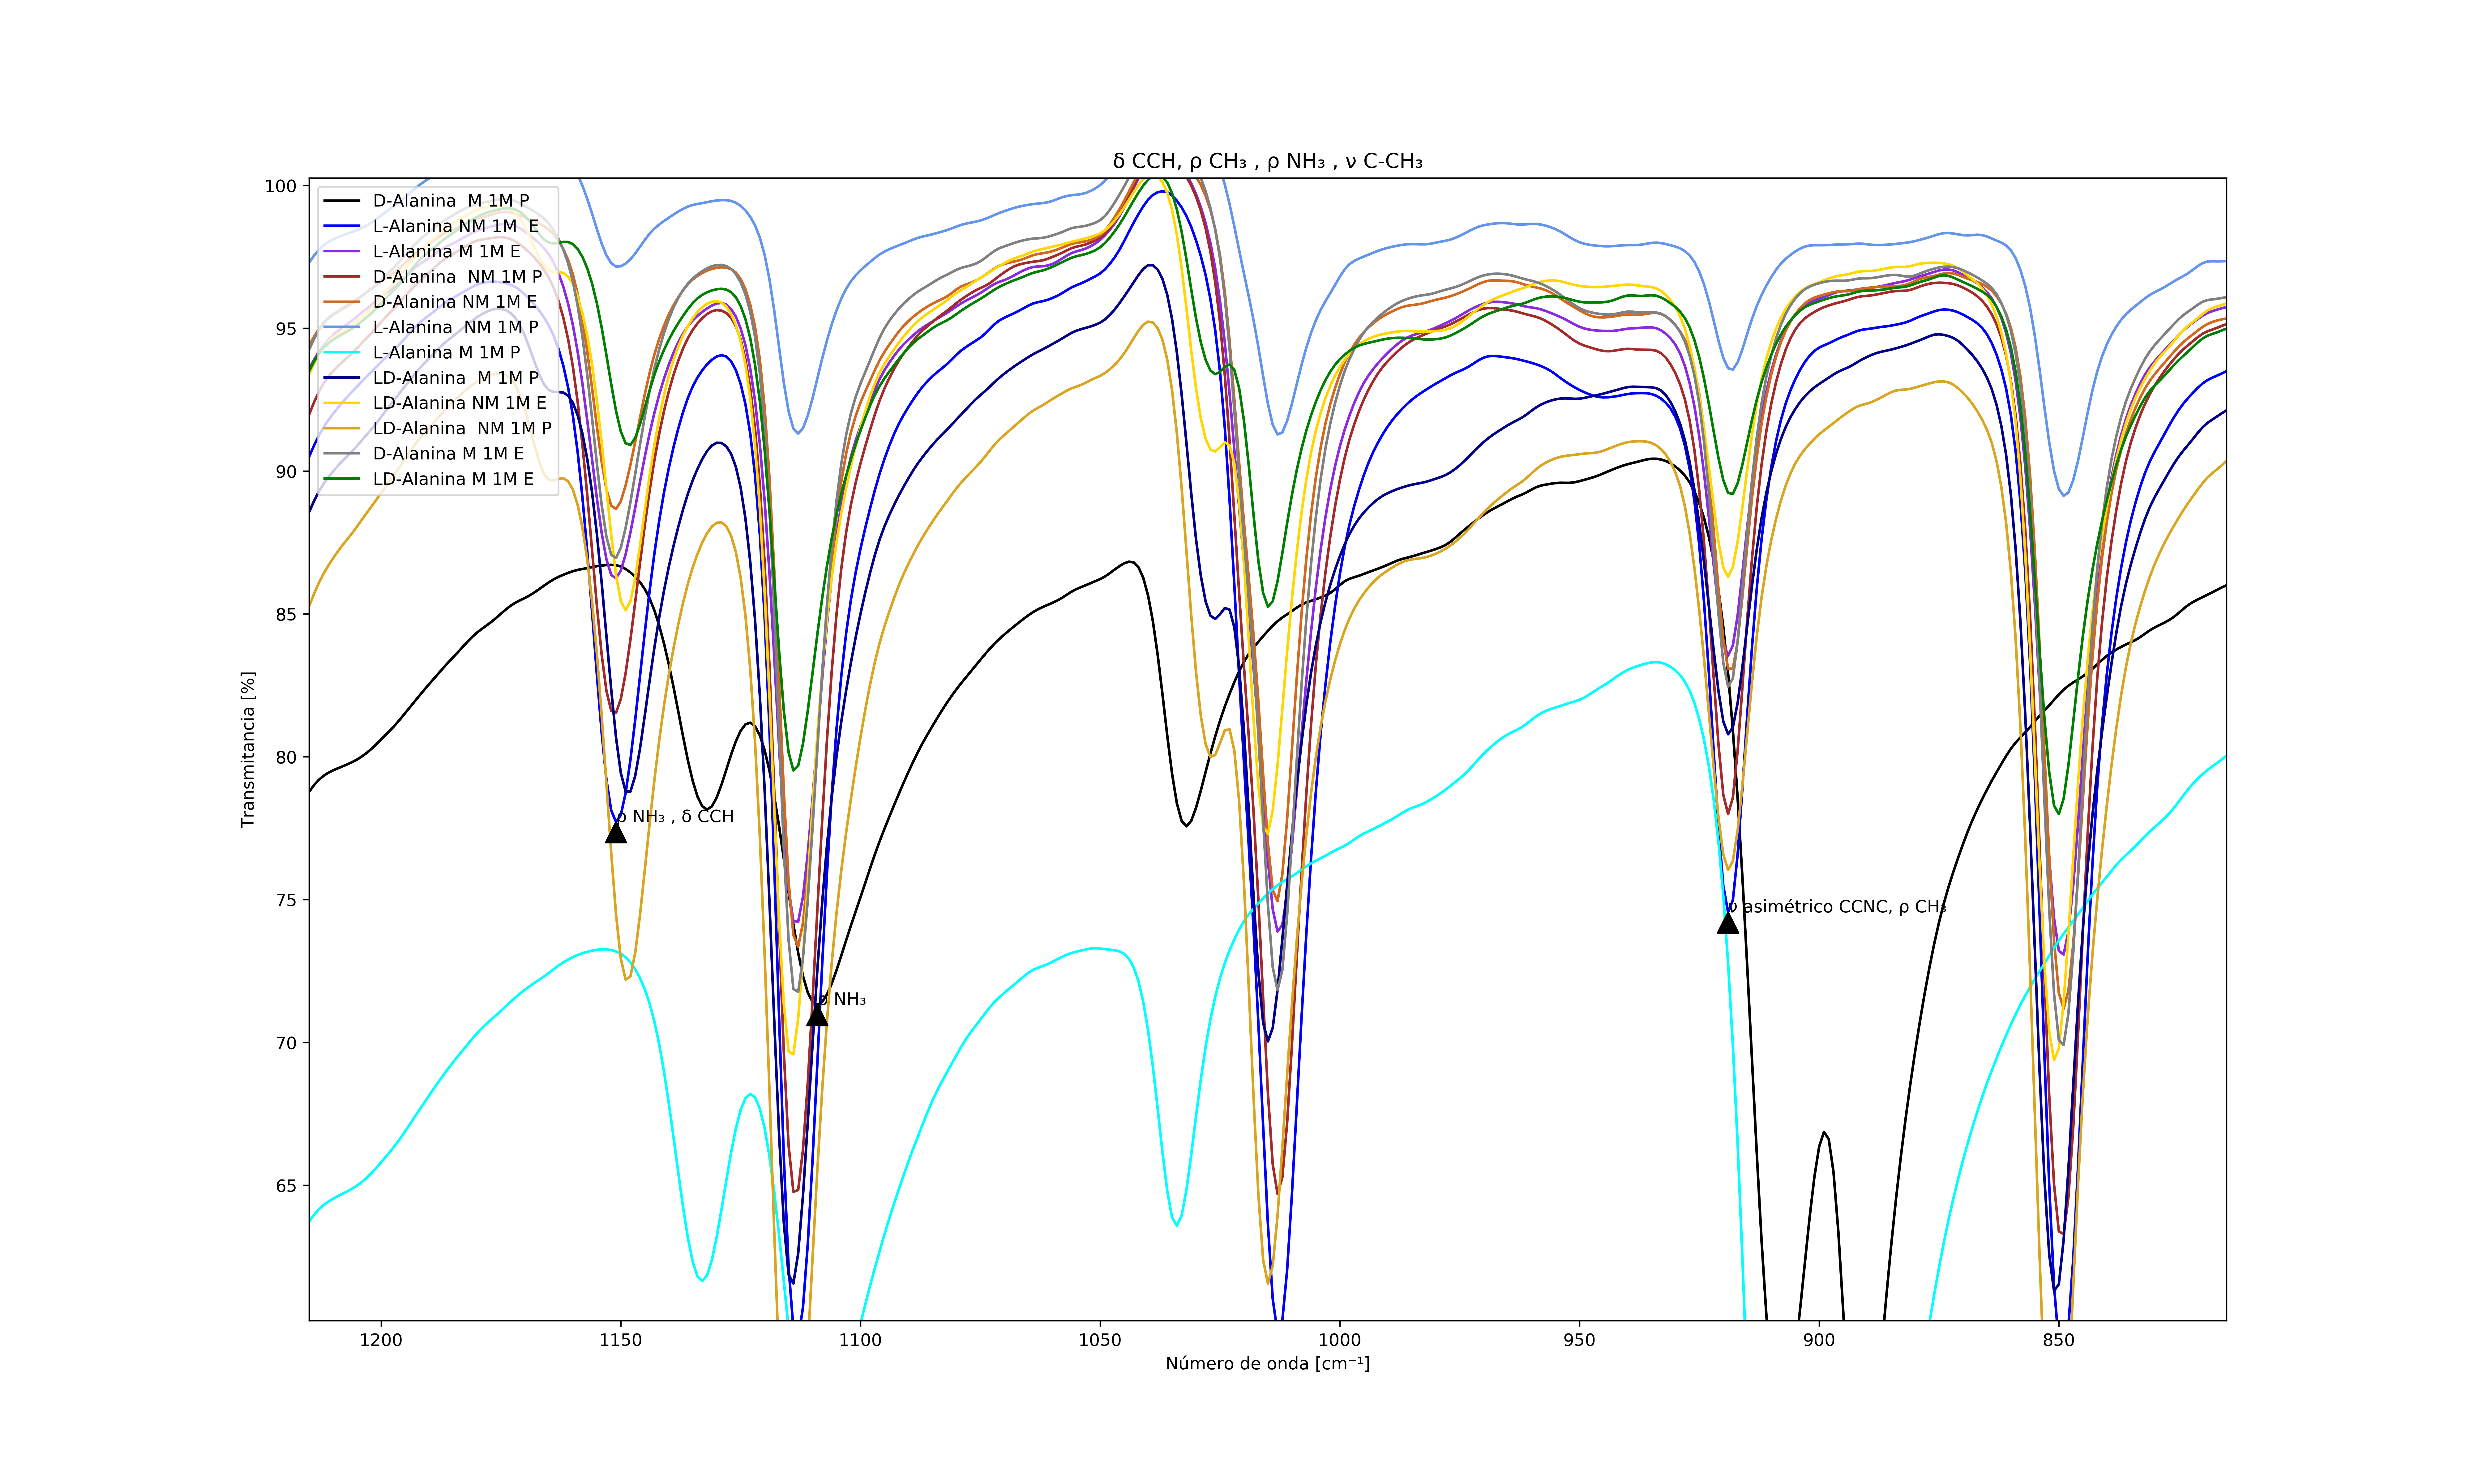 δ CCH, ρ CH₃ , ρ NH₃ , ν C-CH₃
100
95
90
85
80
75
70
65
Transmitancia [%]
D-Alanina  M 1M P
L-Alanina NM 1M  E
L-Alanina M 1M E
D-Alanina  NM 1M P
D-Alanina NM 1M E
L-Alanina  NM 1M P
L-Alanina M 1M P
LD-Alanina  M 1M P
LD-Alanina NM 1M E
LD-Alanina  NM 1M P
D-Alanina M 1M E
LD-Alanina M 1M E
ρ NH₃ , δ CCH
ν asimétrico CCNC, ρ CH₃
ρ NH₃
1200
1150
1100
1050
1000
950
900
850
Número de onda [cm⁻¹]